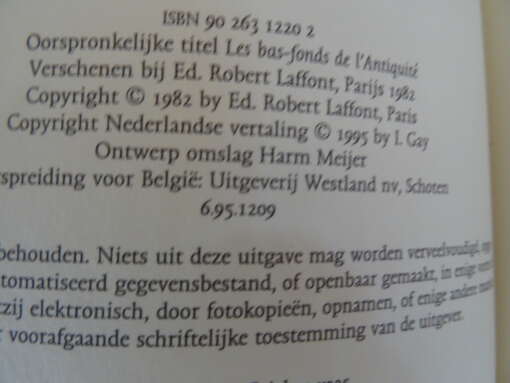 ISBN 90 263 1220 2
Oorspronkelijke titel Les bas-fonds de l'Antiquité
Verschenen bij Ed. Robert Laffont, Parijs 1982
Copyright © 1982 by Ed. Robert Laffont, Paris
Copyright Nederlandse vertaling © 1995 by I. Gay
Ontwerp omslag Harm Meijer
spreiding voor België: Uitgeverij Westland nv, Schoten
6.95.1209
behouden. Niets uit deze uitgave mag worden verveelvoudigd,
tomatiseerd gegevensbestand, of openbaar gemaakt, in enige
zij elektronisch, door fotokopieën, opnamen, of enige andere
voorafgaande schriftelijke toestemming van de uitgever.